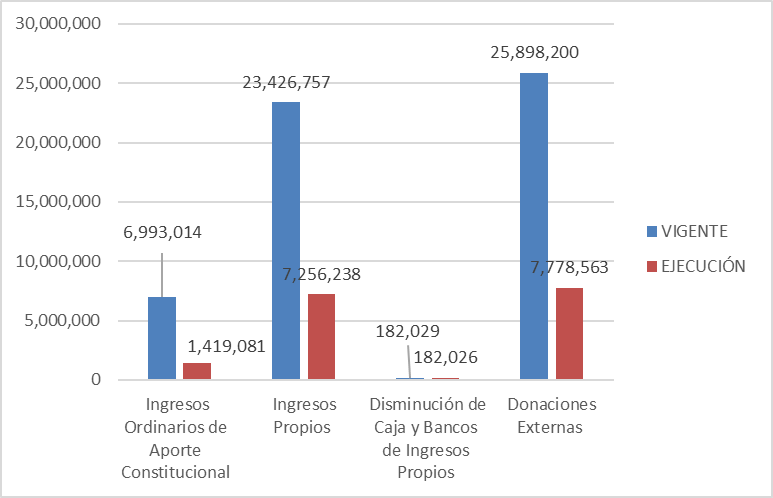 30,000,000
25,000,000
20,000,000
15,000,000
10,000,000
5,000,000
0
6,993,014
1,419,081
23,426,757
7,256,238
182,029
182,026
25,898,200
7,778,563
Ingresos
Ordinarios de
Aporte
Constitucional
Ingresos
Propios
Disminución de
Caja y Bancos
de Ingresos
Propios
Donaciones
Externas
VIGENTE
EJECUCIÓN